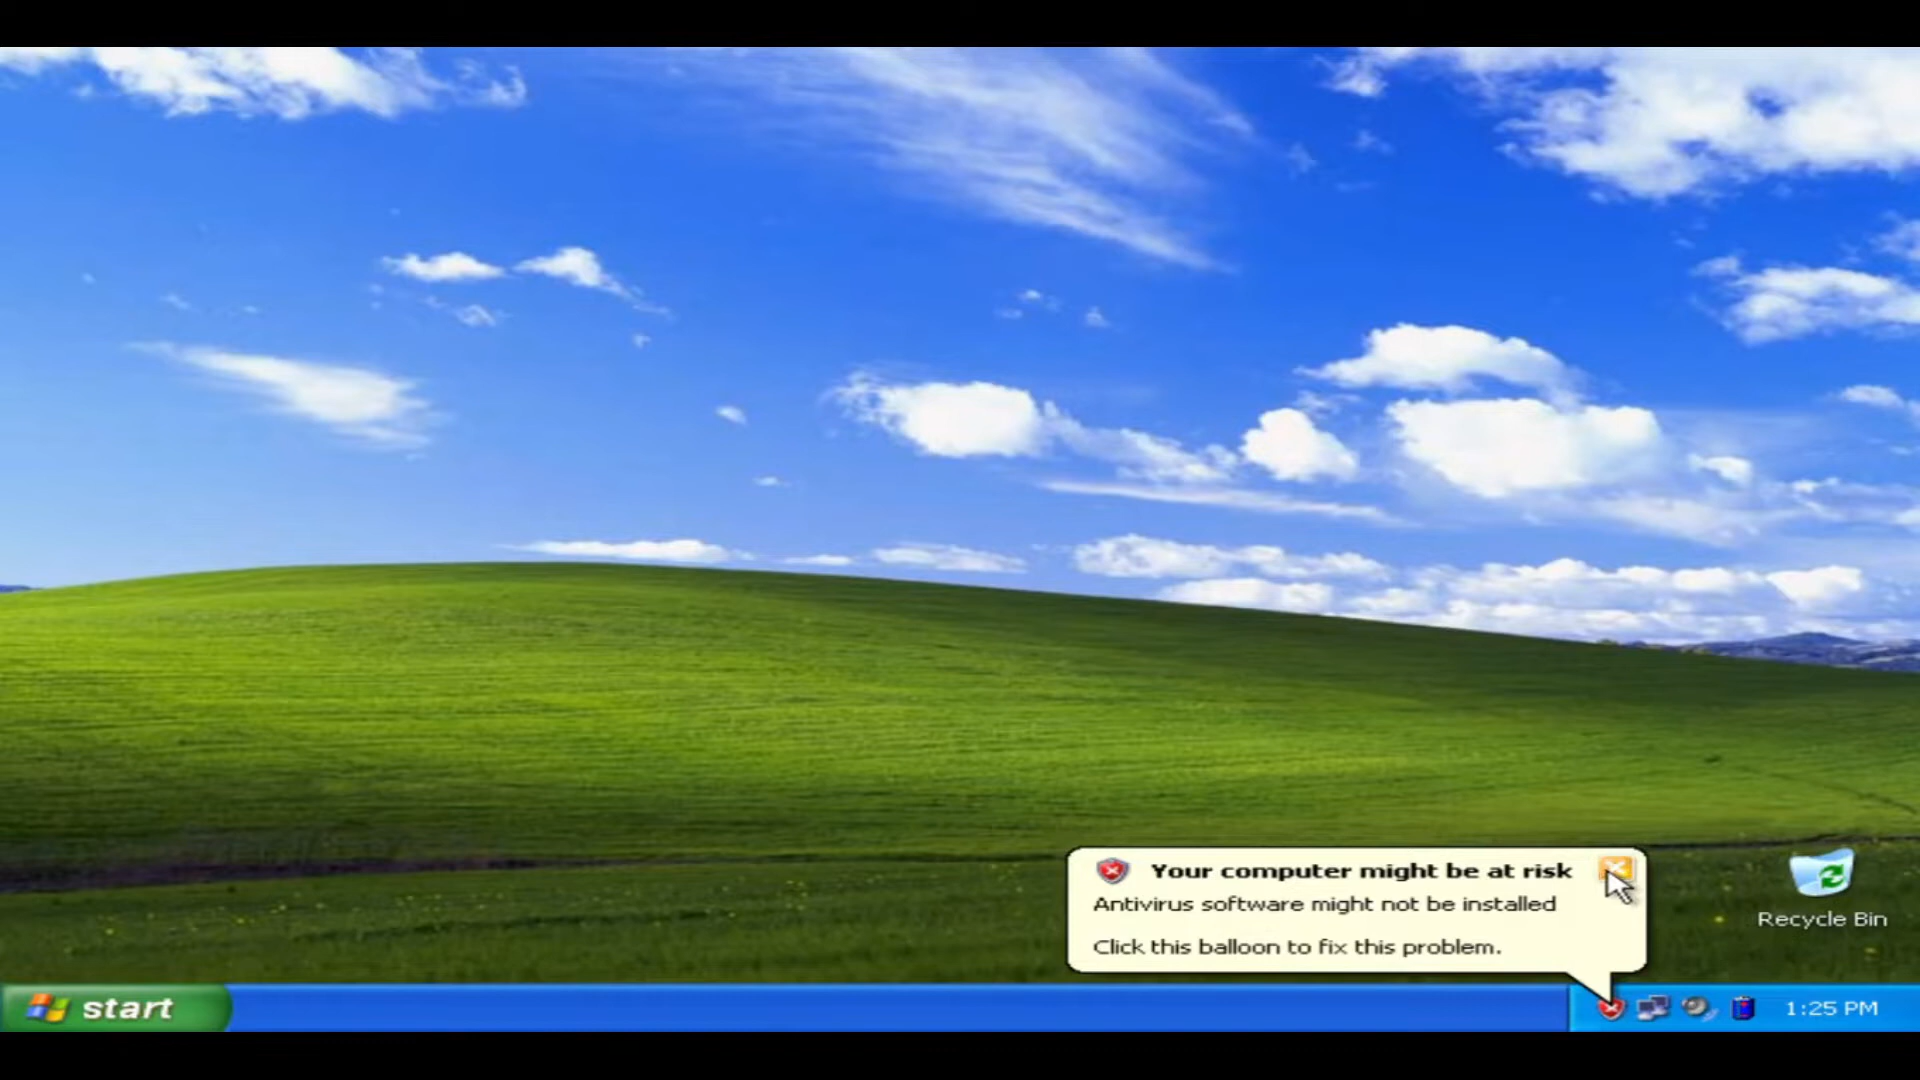 Your computer might be at risk
Antivirus software might not be installed
Click this balloon to fix this problem.
Recycle Bin
start
1:25 PM